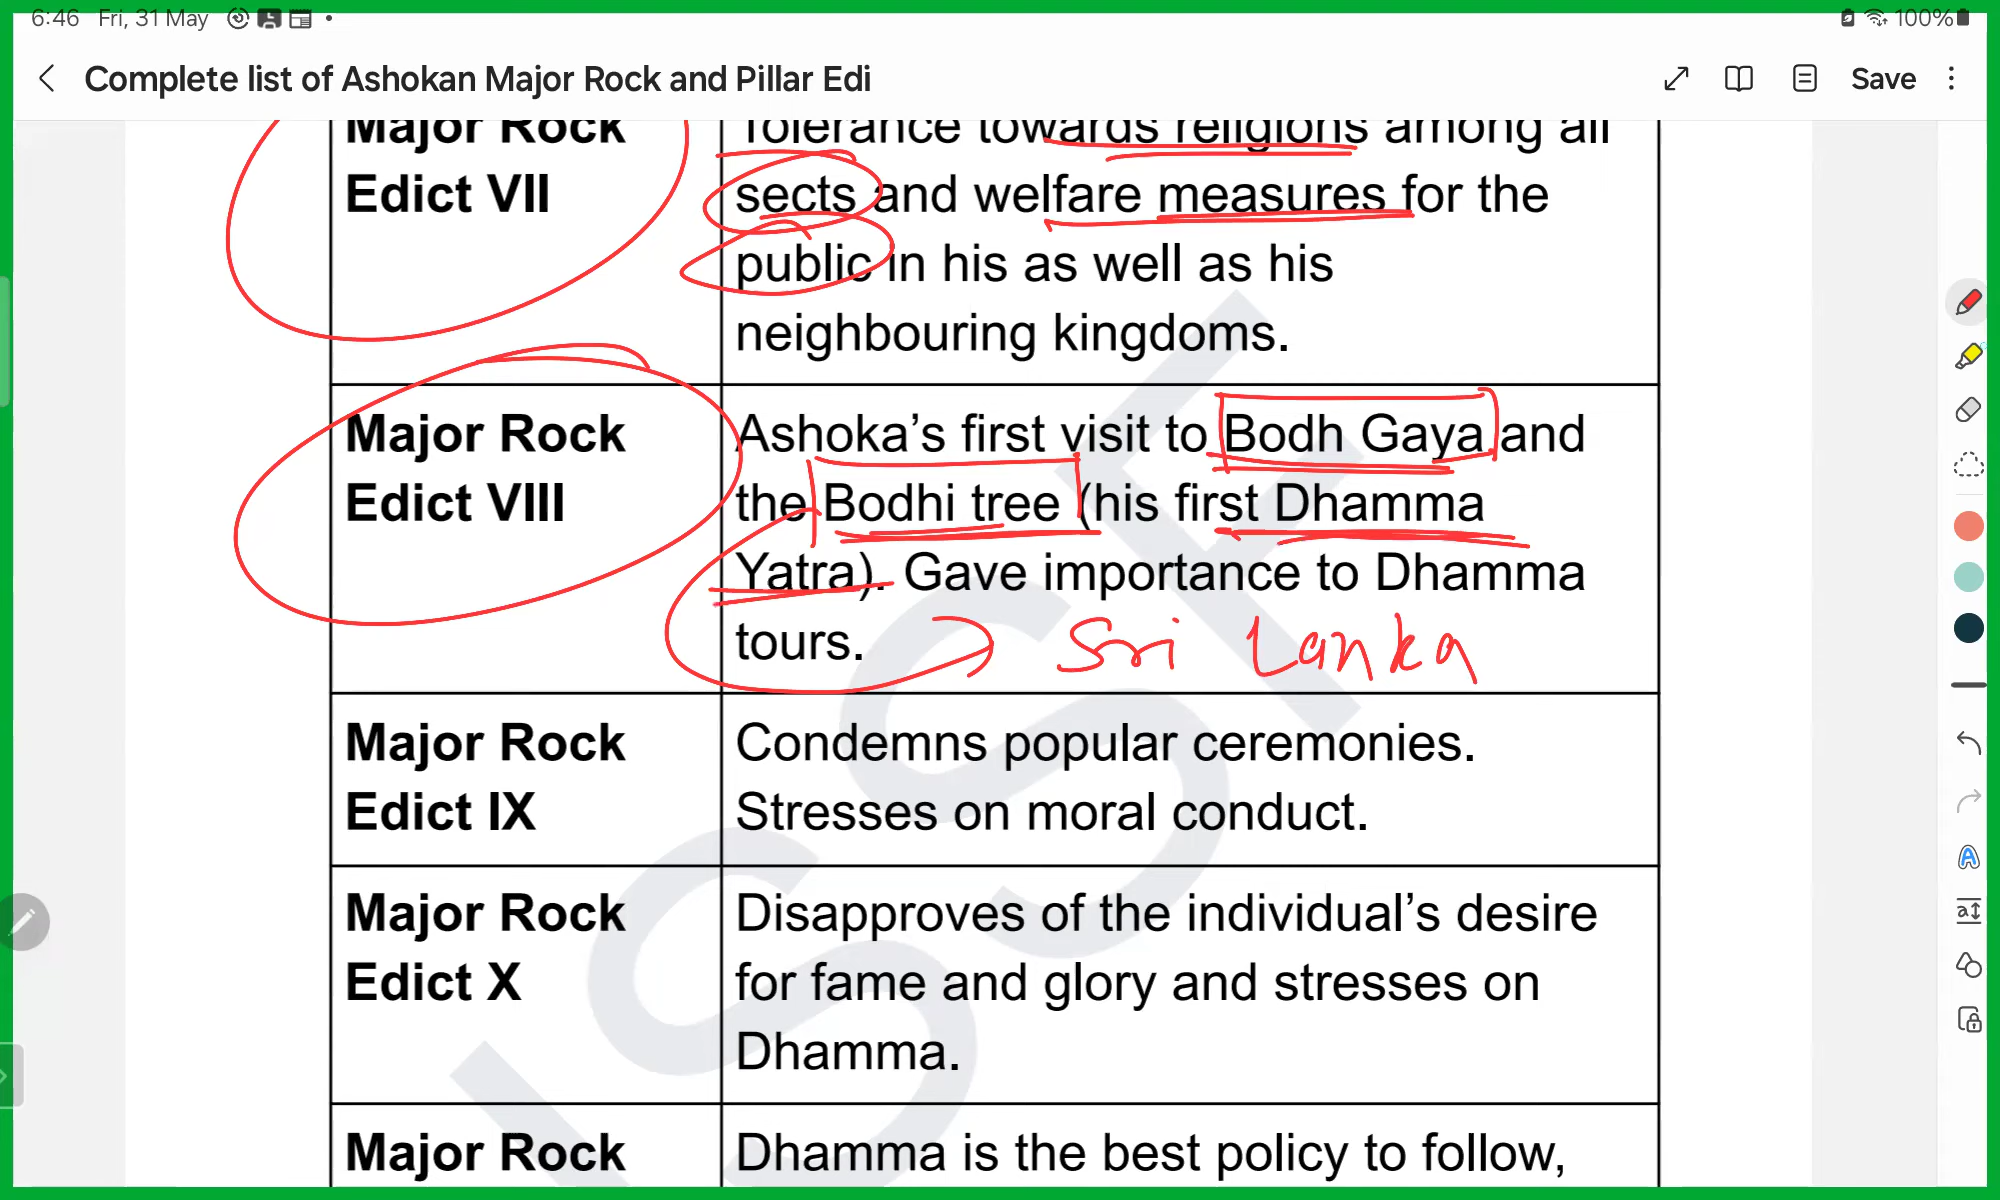 6:46 Fri, 31 May
100%
Complete list of Ashokan Major Rock and Pillar Edi
Save
Major Rock
Edict VII
Tolerance towards religions among all
sects and welfare measures for the
public in his as well as his
neighbouring kingdoms.
Major Rock
Edict VIII
Ashoka’s first visit to Bodh Gaya and
the Bodhi tree (his first Dhamma
Yatra). Gave importance to Dhamma
tours.
Sri Lanka
Major Rock
Edict IX
Condemns popular ceremonies.
Stresses on moral conduct.
Major Rock
Edict X
Disapproves of the individual’s desire
for fame and glory and stresses on
Dhamma.
Major Rock
Dhamma is the best policy to follow,